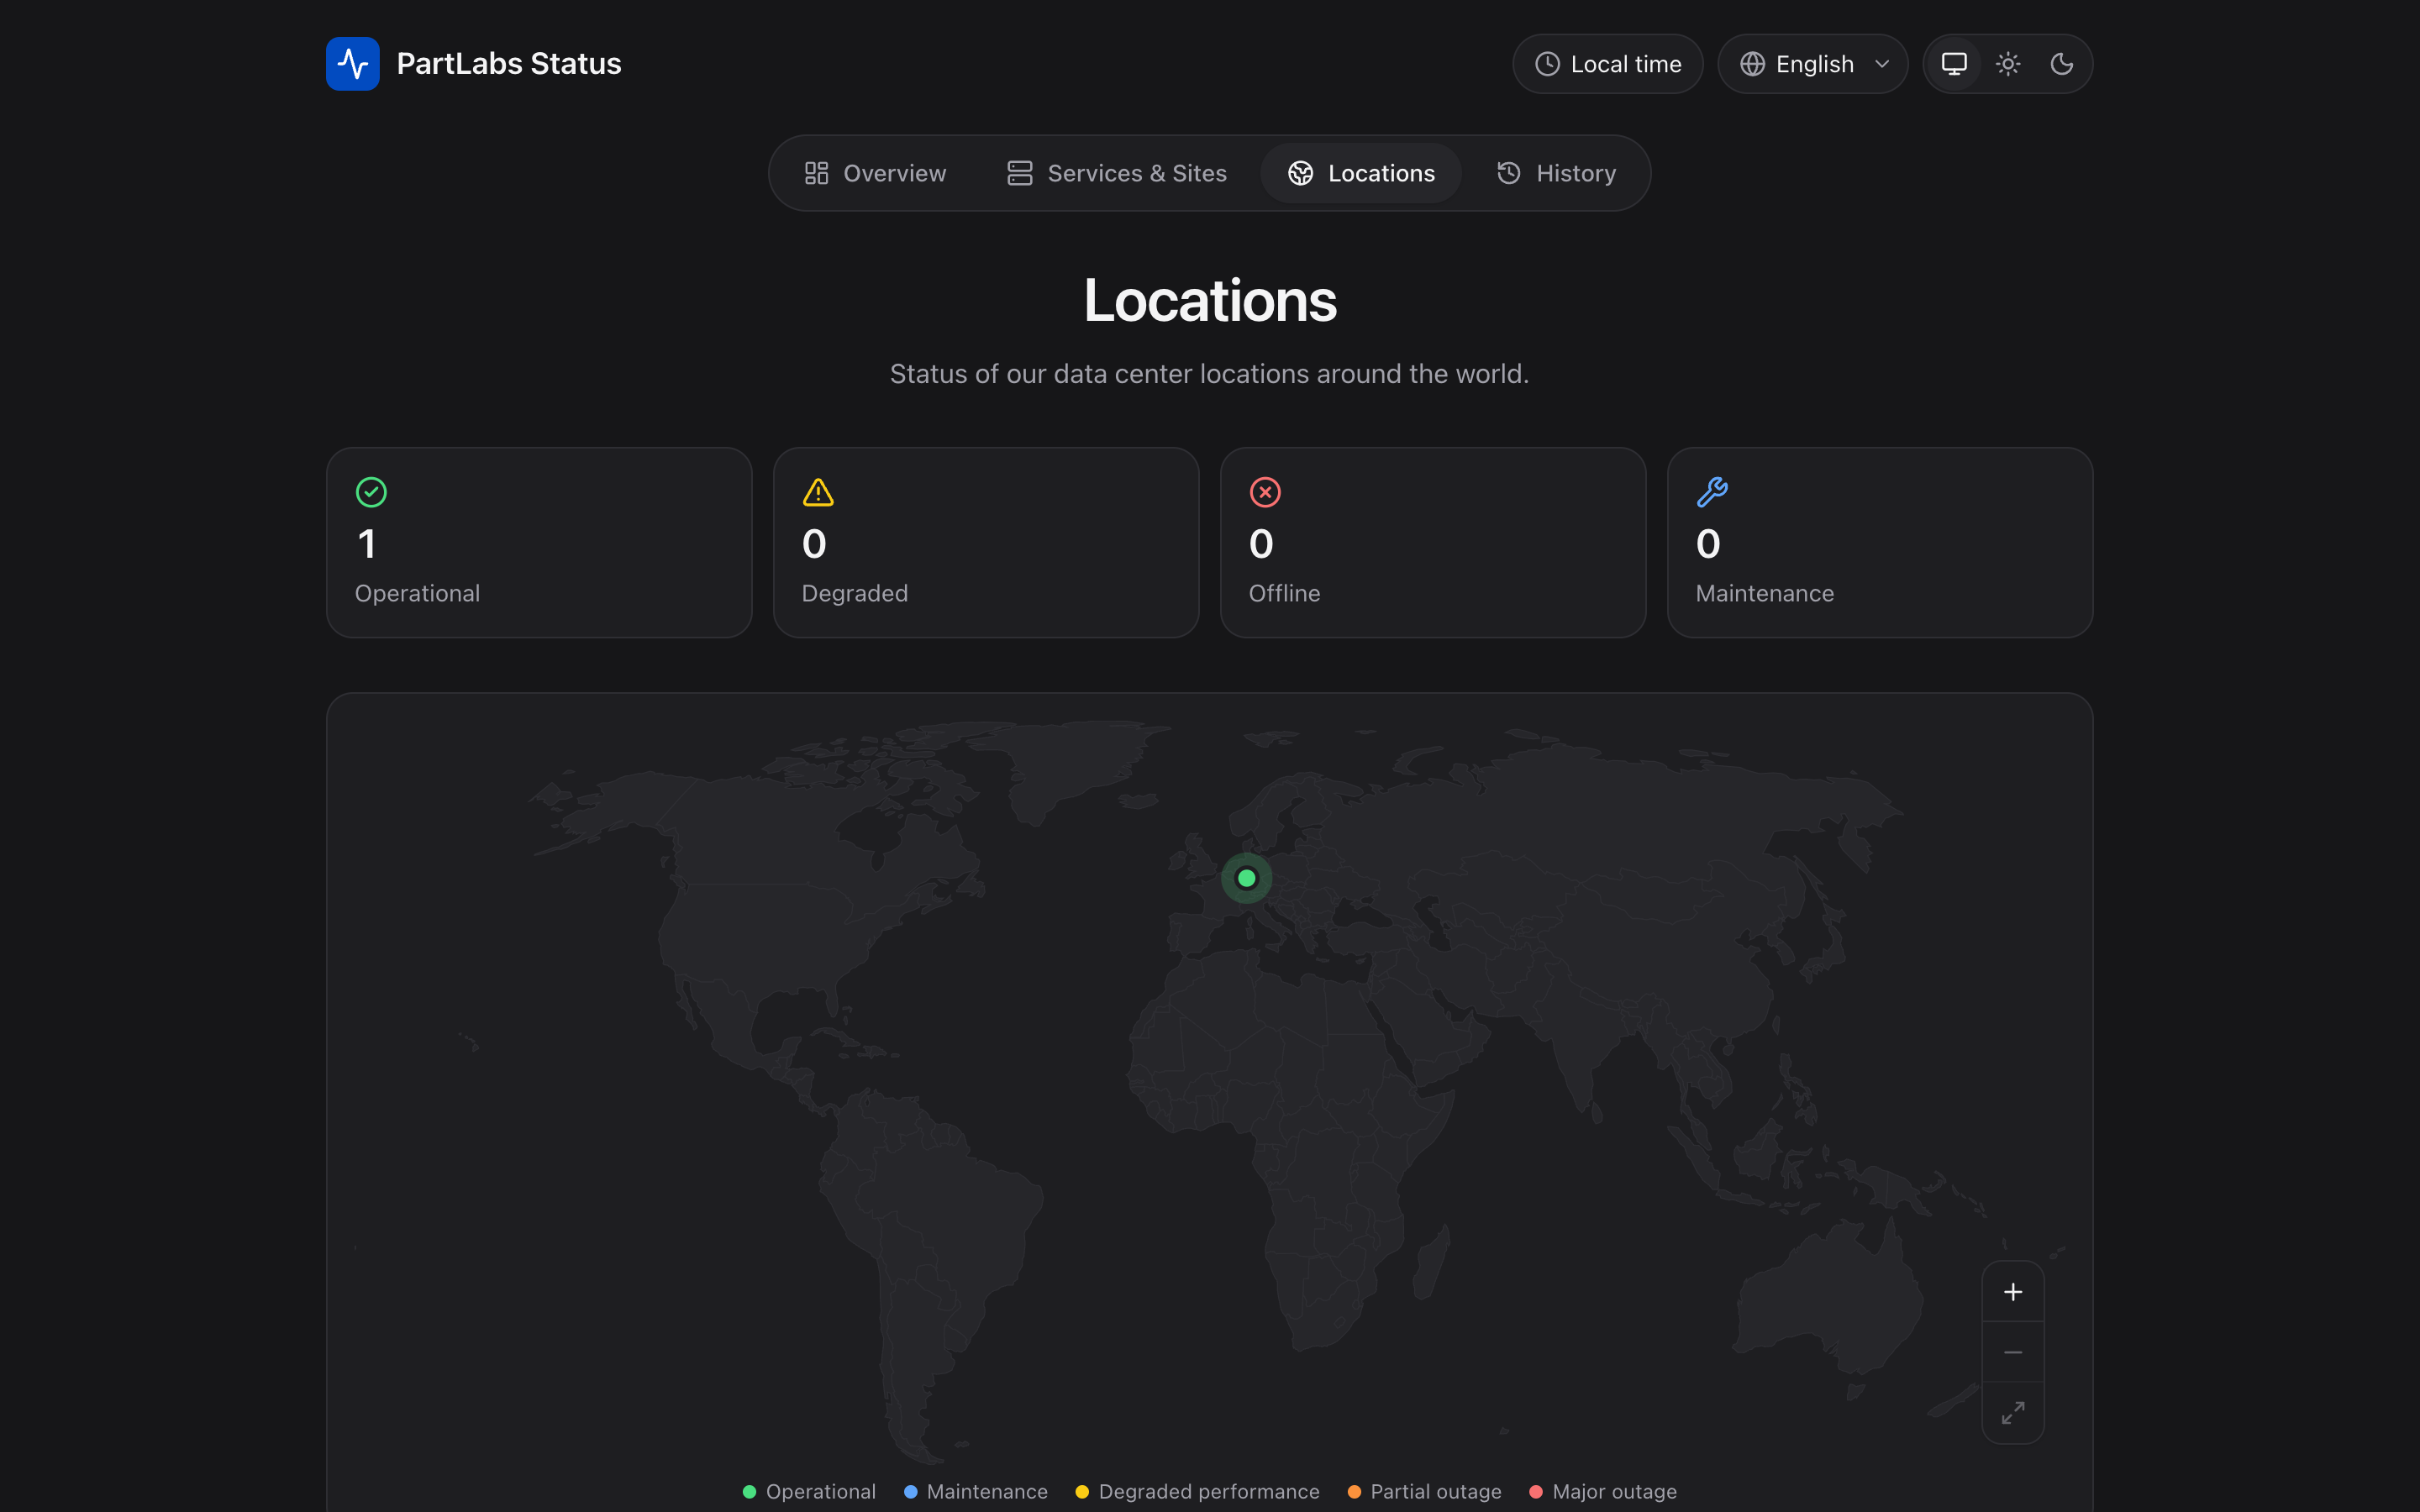 PartLabs Status
Local time
English
Overview
Services & Sites
Locations
History
Locations
Status of our data center locations around the world.
1
Operational
0
Degraded
0
Offline
0
Maintenance
+
−
Operational
Maintenance
Degraded performance
Partial outage
Major outage